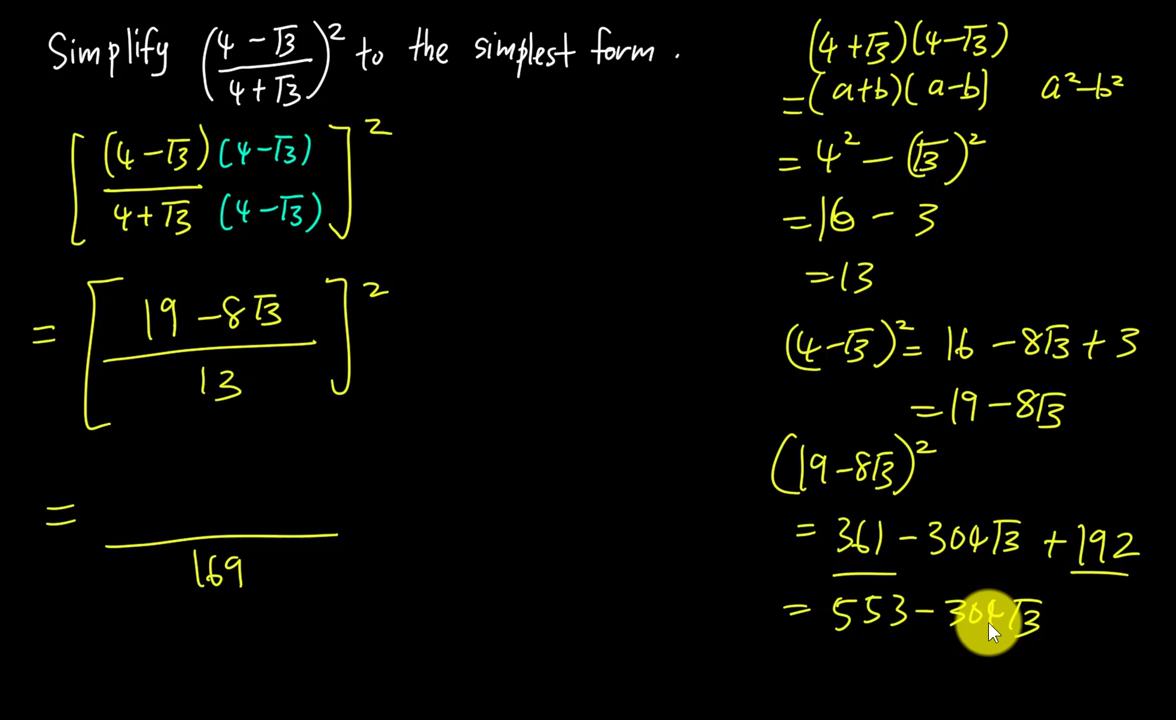 Simplify ((4 - √3)/(4 + √3))² to the simplest form.
[(4 - √3)(4 - √3)/4 + √3 (4 - √3)]²
= [19 - 8√3/13]²
= /169
(4 + √3)(4 - √3)
= (a + b)(a - b] a² - b²
= 4² - (√3)²
= 16 - 3
= 13
(4 - √3)² = 16 - 8√3 + 3
= 19 - 8√3
(19 - 8√3)²
= 361 - 304√3 + 192
= 553 - 304√3